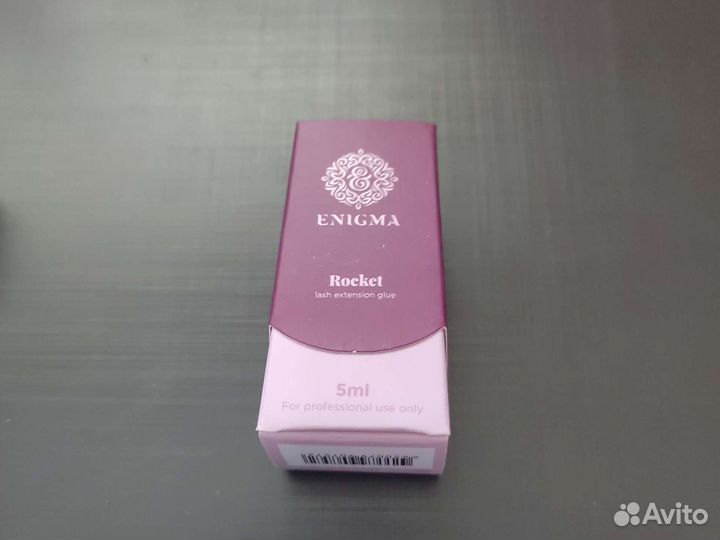 ENIGMA
Rocket
lash extension glue
5ml
For professional use only
Avito